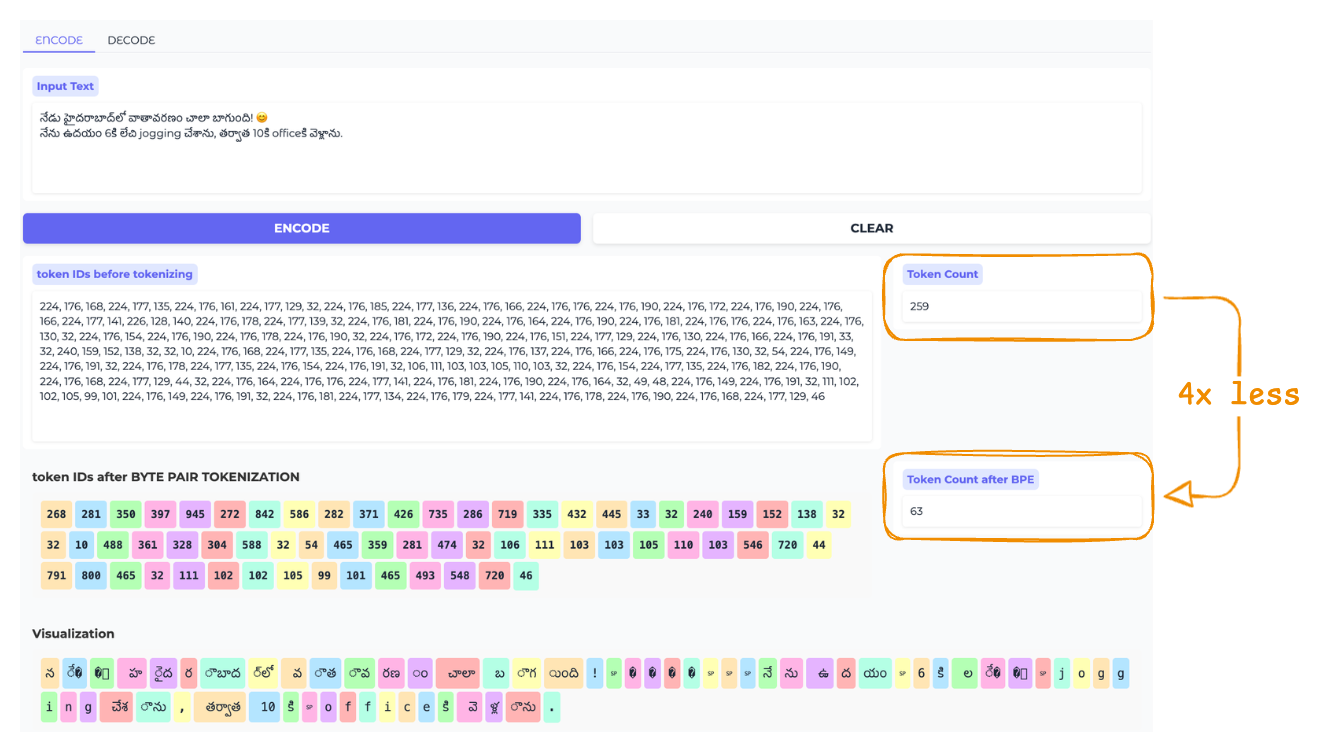 ENCODE DECODE
Input Text
నేడు హైదరాబాద్‌లో వాతావరణం చాలా బాగుంది! 😊
నేను ఉదయం 6కి లేచి jogging చేశాను, తర్వాత 10కి officeకి వెళ్లాను.
ENCODE CLEAR
token IDs before tokenizing
224, 176, 168, 224, 177, 135, 224, 176, 161, 224, 177, 129, 32, 224, 176, 185, 224, 177, 136, 224, 176, 166, 224, 176, 176, 224, 176, 190, 224, 176, 172, 224, 176, 190, 224, 176,
166, 224, 177, 141, 226, 128, 140, 224, 176, 178, 224, 177, 139, 32, 224, 176, 181, 224, 176, 190, 224, 176, 164, 224, 176, 190, 224, 176, 181, 224, 176, 176, 224, 176, 163, 224, 176,
130, 32, 224, 176, 154, 224, 176, 190, 224, 176, 178, 224, 176, 190, 32, 224, 176, 172, 224, 176, 190, 224, 176, 151, 224, 177, 129, 224, 176, 130, 224, 176, 166, 224, 176, 191, 33,
32, 240, 159, 152, 138, 32, 32, 10, 224, 176, 168, 224, 177, 135, 224, 176, 168, 224, 177, 129, 32, 224, 176, 137, 224, 176, 166, 224, 176, 175, 224, 176, 130, 32, 54, 224, 176, 149,
224, 176, 191, 32, 224, 176, 178, 224, 177, 135, 224, 176, 154, 224, 176, 191, 32, 106, 111, 103, 103, 105, 110, 103, 32, 224, 176, 154, 224, 177, 135, 224, 176, 182, 224, 176, 190,
224, 176, 168, 224, 177, 129, 44, 32, 224, 176, 164, 224, 176, 176, 224, 177, 141, 224, 176, 181, 224, 176, 190, 224, 176, 164, 32, 49, 48, 224, 176, 149, 224, 176, 191, 32, 111, 102,
102, 105, 99, 101, 224, 176, 149, 224, 176, 191, 32, 224, 176, 181, 224, 177, 134, 224, 176, 179, 224, 177, 141, 224, 176, 178, 224, 176, 190, 224, 176, 168, 224, 177, 129, 46
Token Count
259
4x less
token IDs after BYTE PAIR TOKENIZATION
268 281 350 397 945 272 842 586 282 371 426 735 286 719 335 432 445 33 32 240 159 152 138 32
32 10 488 361 328 304 588 32 54 465 359 281 474 32 106 111 103 103 105 110 103 546 720 44
791 800 465 32 111 102 102 105 99 101 465 493 548 720 46
Token Count after BPE
63
Visualization
న ే� �ీ హ ైద ర ాబాద ్‌లో వ ాత ావ రణ ం చాలా బ ాగ ుంది ! SP � � � � SP SP SP నే ను ఉ ద యం SP 6 కి ల ే� � SP j o g g
i n g చేశ ాను , తర్వాత 10 కి SP o f f i c e కి వె ళ్ల ాను .